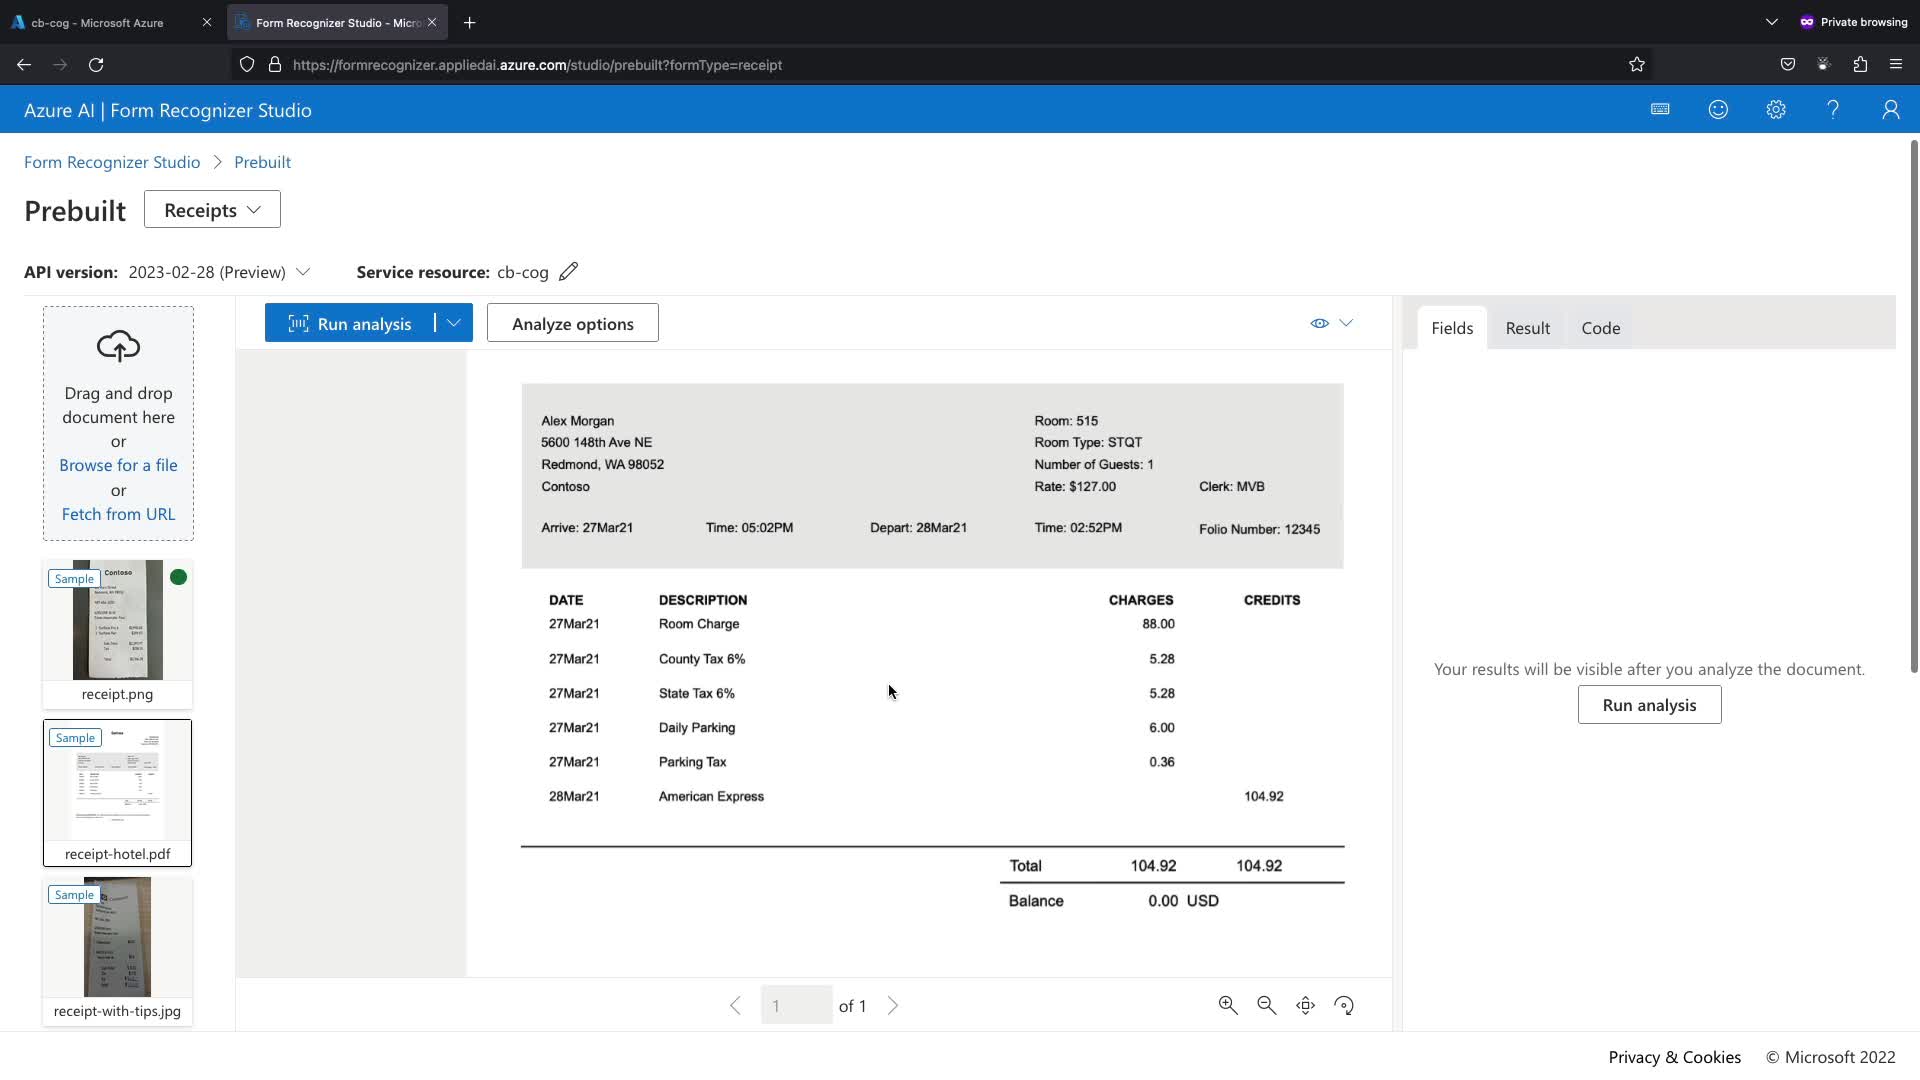 cb-cog - Microsoft Azure
Form Recognizer Studio - Micro
Private browsing
https://formrecognizer.appliedai.azure.com/studio/prebuilt?formType=receipt
Azure AI | Form Recognizer Studio
Form Recognizer Studio > Prebuilt
Prebuilt
Receipts
API version: 2023-02-28 (Preview)
Service resource: cb-cog
Drag and drop
document here
or
Browse for a file
or
Fetch from URL
Sample
Contoso
receipt.png
Sample
receipt-hotel.pdf
Sample
receipt-with-tips.jpg
Run analysis
Analyze options
Alex Morgan
5600 148th Ave NE
Redmond, WA 98052
Contoso
Room: 515
Room Type: STQT
Number of Guests: 1
Rate: $127.00
Clerk: MVB
Arrive: 27Mar21 Time: 05:02PM Depart: 28Mar21 Time: 02:52PM Folio Number: 12345
DATE DESCRIPTION CHARGES CREDITS
27Mar21 Room Charge 88.00
27Mar21 County Tax 6% 5.28
27Mar21 State Tax 6% 5.28
27Mar21 Daily Parking 6.00
27Mar21 Parking Tax 0.36
28Mar21 American Express 104.92
Total 104.92 104.92
Balance 0.00 USD
1 of 1
Fields Result Code
Your results will be visible after you analyze the document.
Run analysis
Privacy & Cookies © Microsoft 2022